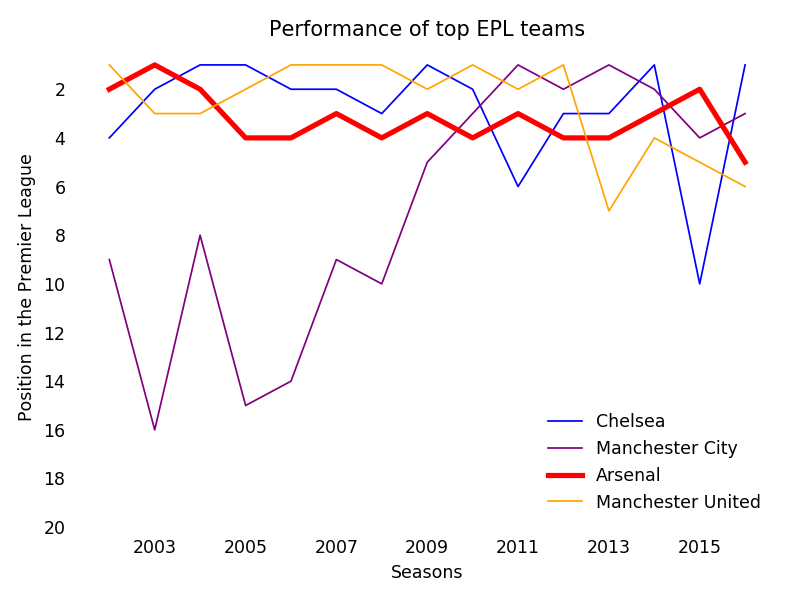 Performance of top EPL teams
Position in the Premier League
2
4
6
8
10
12
14
16
18
20
Chelsea
Manchester City
Arsenal
Manchester United
2003 2005 2007 2009 2011 2013 2015
Seasons